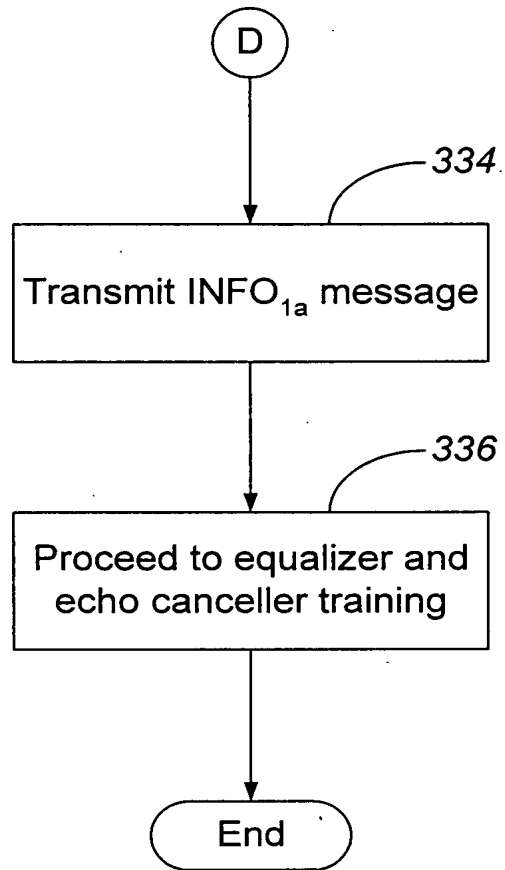 D
334
Transmit INFO₁ₐ message
336
Proceed to equalizer and
echo canceller training
End